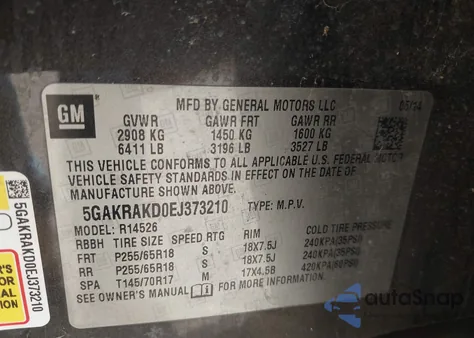 MFD BY GENERAL MOTORS LLC 05/14
GM
GVWR GAWR FRT GAWR RR
2908 KG 1450 KG 1600 KG
6411 LB 3196 LB 3527 LB
THIS VEHICLE CONFORMS TO ALL APPLICABLE U.S. FEDERAL MOTOR
VEHICLE SAFETY STANDARDS IN EFFECT ON THE DATE OF
MANUFACTURE SHOWN ABOVE.
5GAKRAKD0EJ373210 TYPE: M.P.V.
MODEL: R14526
RBBH TIRE SIZE SPEED RTG RIM COLD TIRE PRESSURE
FRT P255/65R18 S 18X7.5J 240KPA(35PSI)
RR P255/65R18 S 18X7.5J 240KPA(35PSI)
SPA T145/70R17 M 17X4.5B 420KPA(60PSI)
SEE OWNER'S MANUAL FOR MORE INFORMATION.
5GAKRAKD0EJ373210
autoSnap